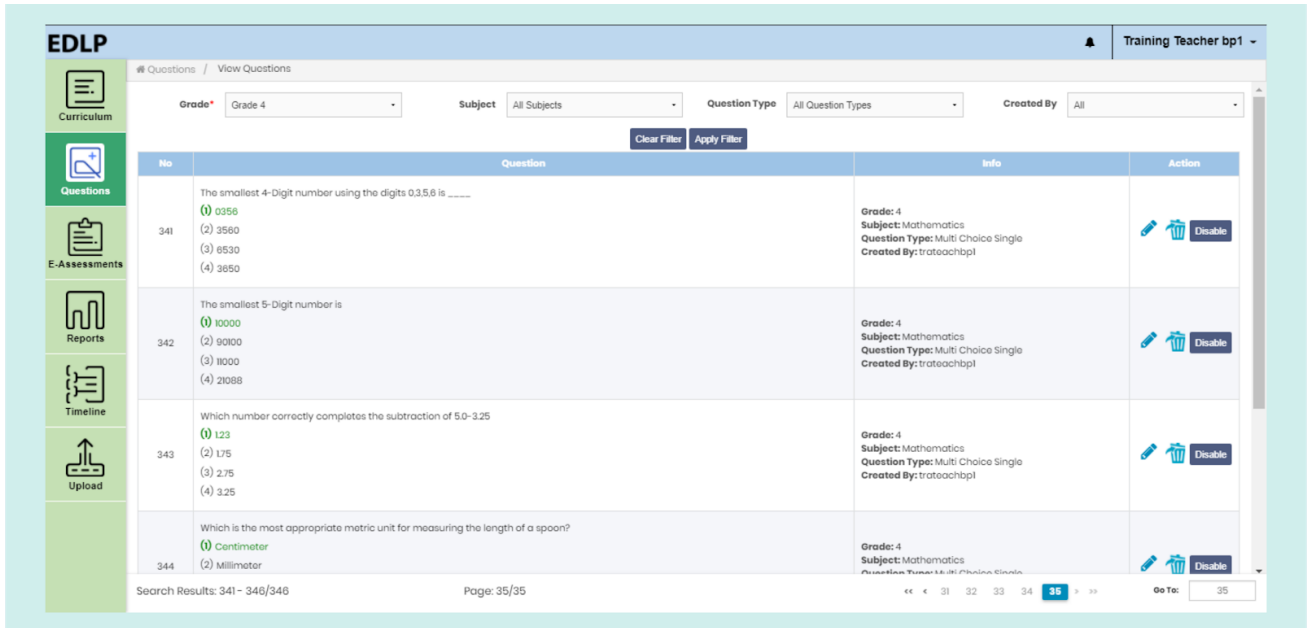 EDLP
Training Teacher bp1
Questions / View Questions
Grade* Grade 4 Subject All Subjects Question Type All Question Types Created By All
Clear Filter Apply Filter
No Question Info Action
341
The smallest 4-Digit number using the digits 0,3,5,6 is ____
(1) 0356
(2) 3560
(3) 6530
(4) 3650
Grade: 4
Subject: Mathematics
Question Type: Multi Choice Single
Created By: trateachbp1
Disable
342
The smallest 5-Digit number is
(1) 10000
(2) 90100
(3) 11000
(4) 21088
Grade: 4
Subject: Mathematics
Question Type: Multi Choice Single
Created By: trateachbp1
Disable
343
Which number correctly completes the subtraction of 5.0-3.25
(1) 1.23
(2) 1.75
(3) 2.75
(4) 3.25
Grade: 4
Subject: Mathematics
Question Type: Multi Choice Single
Created By: trateachbp1
Disable
344
Which is the most appropriate metric unit for measuring the length of a spoon?
(1) Centimeter
(2) Millimeter
Grade: 4
Subject: Mathematics
Question Type: Multi Choice Single
Disable
Search Results: 341 - 346/346 Page: 35/35 << < 31 32 33 34 35 > >> Go To: 35
Curriculum
Questions
E-Assessments
Reports
Timeline
Upload